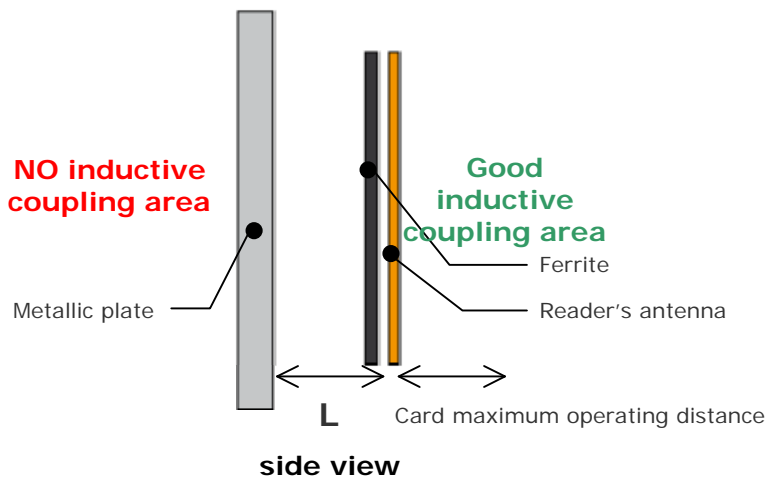 NO inductive
coupling area
Good
inductive
coupling area
Ferrite
Metallic plate
Reader's antenna
L
Card maximum operating distance
side view